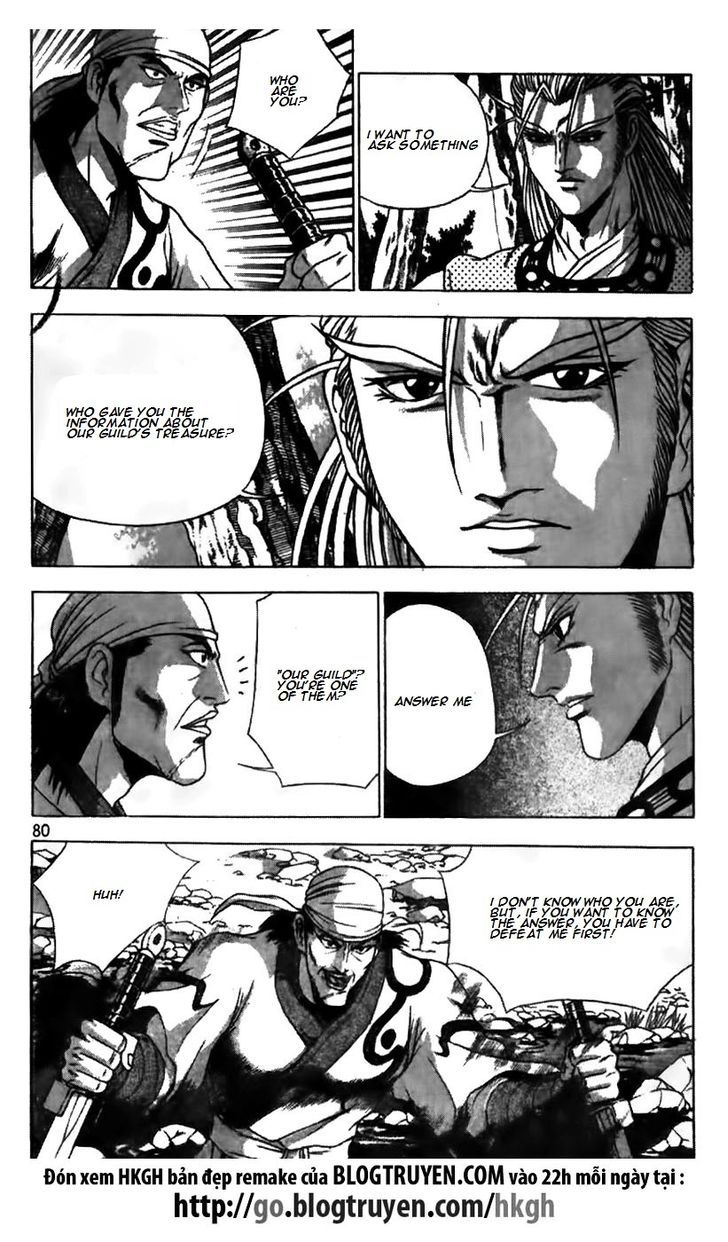 WHO
ARE
YOU?
I WANT TO
ASK SOMETHING
WHO GAVE YOU THE
INFORMATION ABOUT
OUR GUILD'S TREASURE?
"OUR GUILD"?
YOU'RE ONE
OF THEM?
ANSWER ME
80
HUH!
I DON'T KNOW WHO YOU ARE,
BUT, IF YOU WANT TO KNOW
THE ANSWER, YOU HAVE TO
DEFEAT ME FIRST!
Đón xem HKGH bản đẹp remake của BLOGTRUYEN.COM vào 22h mỗi ngày tại :
http://go.blogtruyen.com/hkgh